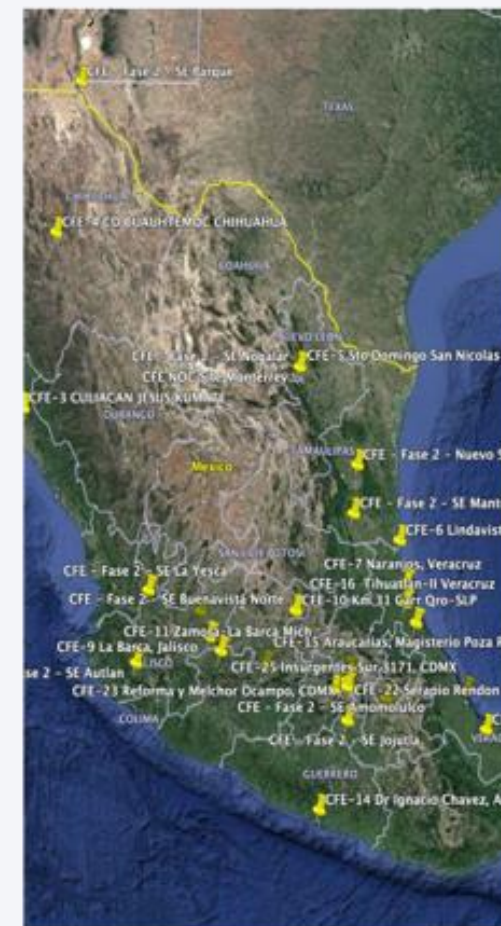 CFE - Fase 2 - SE Parque
TEXAS
CHIHUAHUA
CFE-4 CD CUAUHTEMOC CHIHUAHUA
COAHUILA
NUEVO LEON
CFE - Fase 2 - SE Nogalar
CFE-5 Sto Domingo San Nicolas
CFE NOC Monterrey
CFE-3 CULIACAN JESUS
DURANGO
TAMAULIPAS
CFE - Fase 2 - Nuevo S
Mexico
CFE - Fase 2 - SE Mant
CFE-6 Lindavist
SAN LUIS POTOSI
CFE-7 Naranjos, Veracruz
CFE - Fase 2 - SE La Yesca
CFE-16 Tihuatlan-II Veracruz
CFE - Fase 2 - SE Buenavista Norte
CFE-10 Km 11 Carr Qro-SLP
CFE-11 Zamora-La Barca Mich
CFE-15 Araucarias, Magisterio Poza R
CFE-9 La Barca, Jalisco
JALISCO
CFE-25 Insurgentes Sur 3171, CDMX
se 2 - SE Autlan
CFE-23 Reforma y Melchor Ocampo, CDMX
CFE-22 Serapio Rendon
CFE - Fase 2 - SE Amomolulco
COLIMA
CFE - Fase 2 - SE Jojutla
GUERRERO
CFE-14 Dr Ignacio Chavez, A